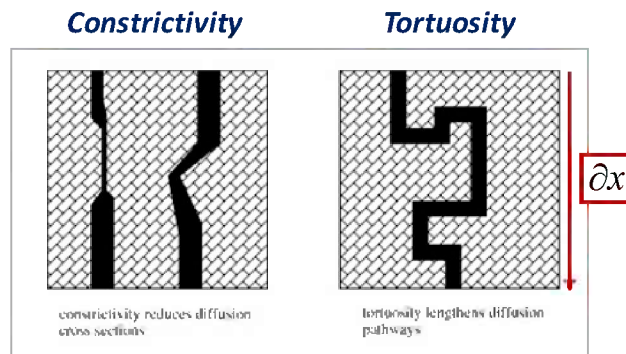 Constrictivity
Tortuosity
∂x
constrictivity reduces diffusion
cross sections
tortuosity lengthens diffusion
pathways